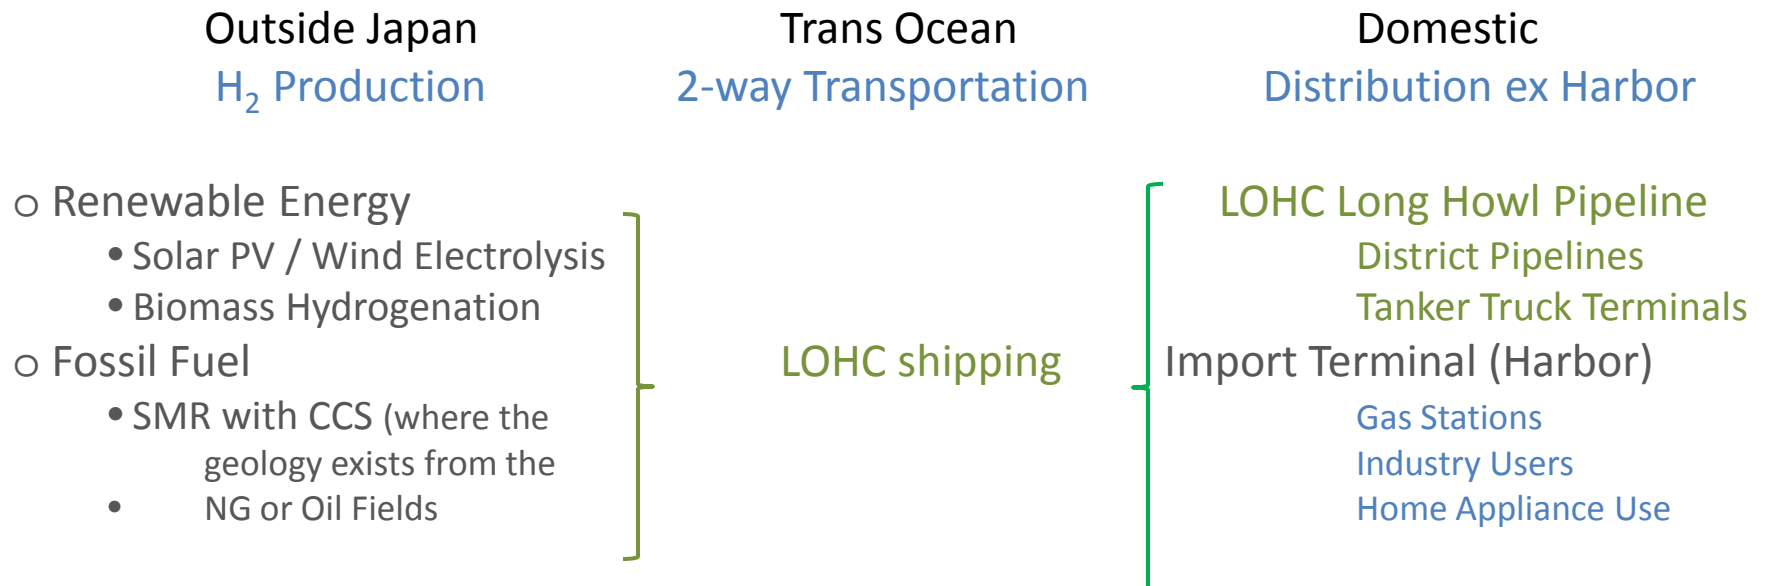 Outside Japan
H₂ Production
Trans Ocean
2-way Transportation
Domestic
Distribution ex Harbor
o Renewable Energy
• Solar PV / Wind Electrolysis
• Biomass Hydrogenation
o Fossil Fuel
• SMR with CCS (where the
geology exists from the
• NG or Oil Fields
LOHC shipping
LOHC Long Howl Pipeline
District Pipelines
Tanker Truck Terminals
Import Terminal (Harbor)
Gas Stations
Industry Users
Home Appliance Use